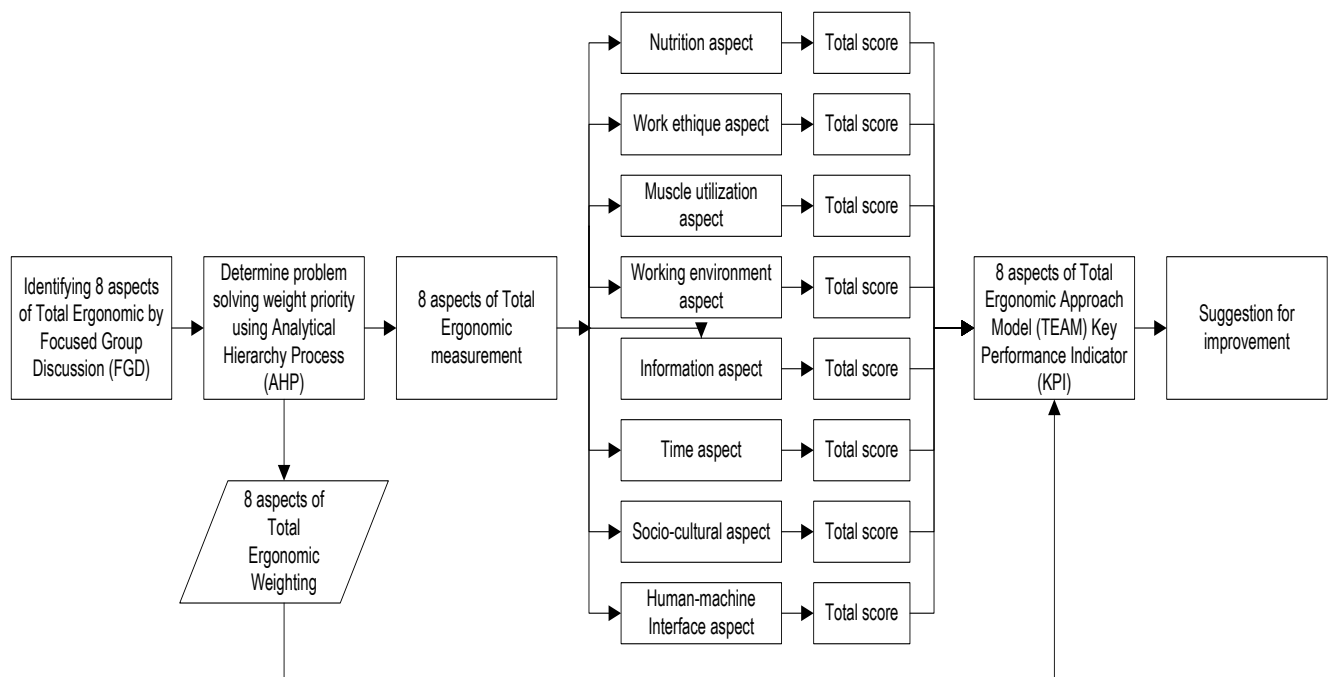 Identifying 8 aspects
of Total Ergonomic by
Focused Group
Discussion (FGD)
Determine problem
solving weight priority
using Analytical
Hierarchy Process
(AHP)
8 aspects of
Total
Ergonomic
Weighting
8 aspects of Total
Ergonomic
measurement
Nutrition aspect
Total score
Work ethique aspect
Total score
Muscle utilization
aspect
Total score
Working environment
aspect
Total score
Information aspect
Total score
Time aspect
Total score
Socio-cultural aspect
Total score
Human-machine
Interface aspect
Total score
8 aspects of Total
Ergonomic Approach
Model (TEAM) Key
Performance Indicator
(KPI)
Suggestion for
improvement